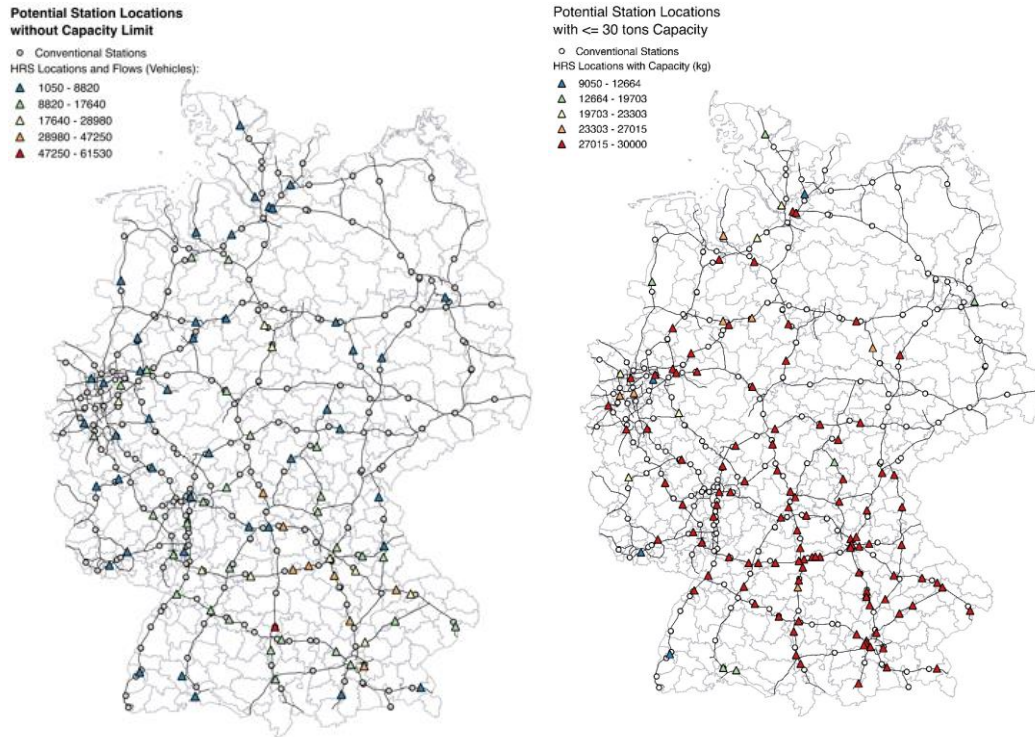 Potential Station Locations
without Capacity Limit
Conventional Stations
HRS Locations and Flows (Vehicles):
1050 - 8820
8820 - 17640
17640 - 28980
28980 - 47250
47250 - 61530
Potential Station Locations
with <= 30 tons Capacity
Conventional Stations
HRS Locations with Capacity (kg)
9050 - 12664
12664 - 19703
19703 - 23303
23303 - 27015
27015 - 30000